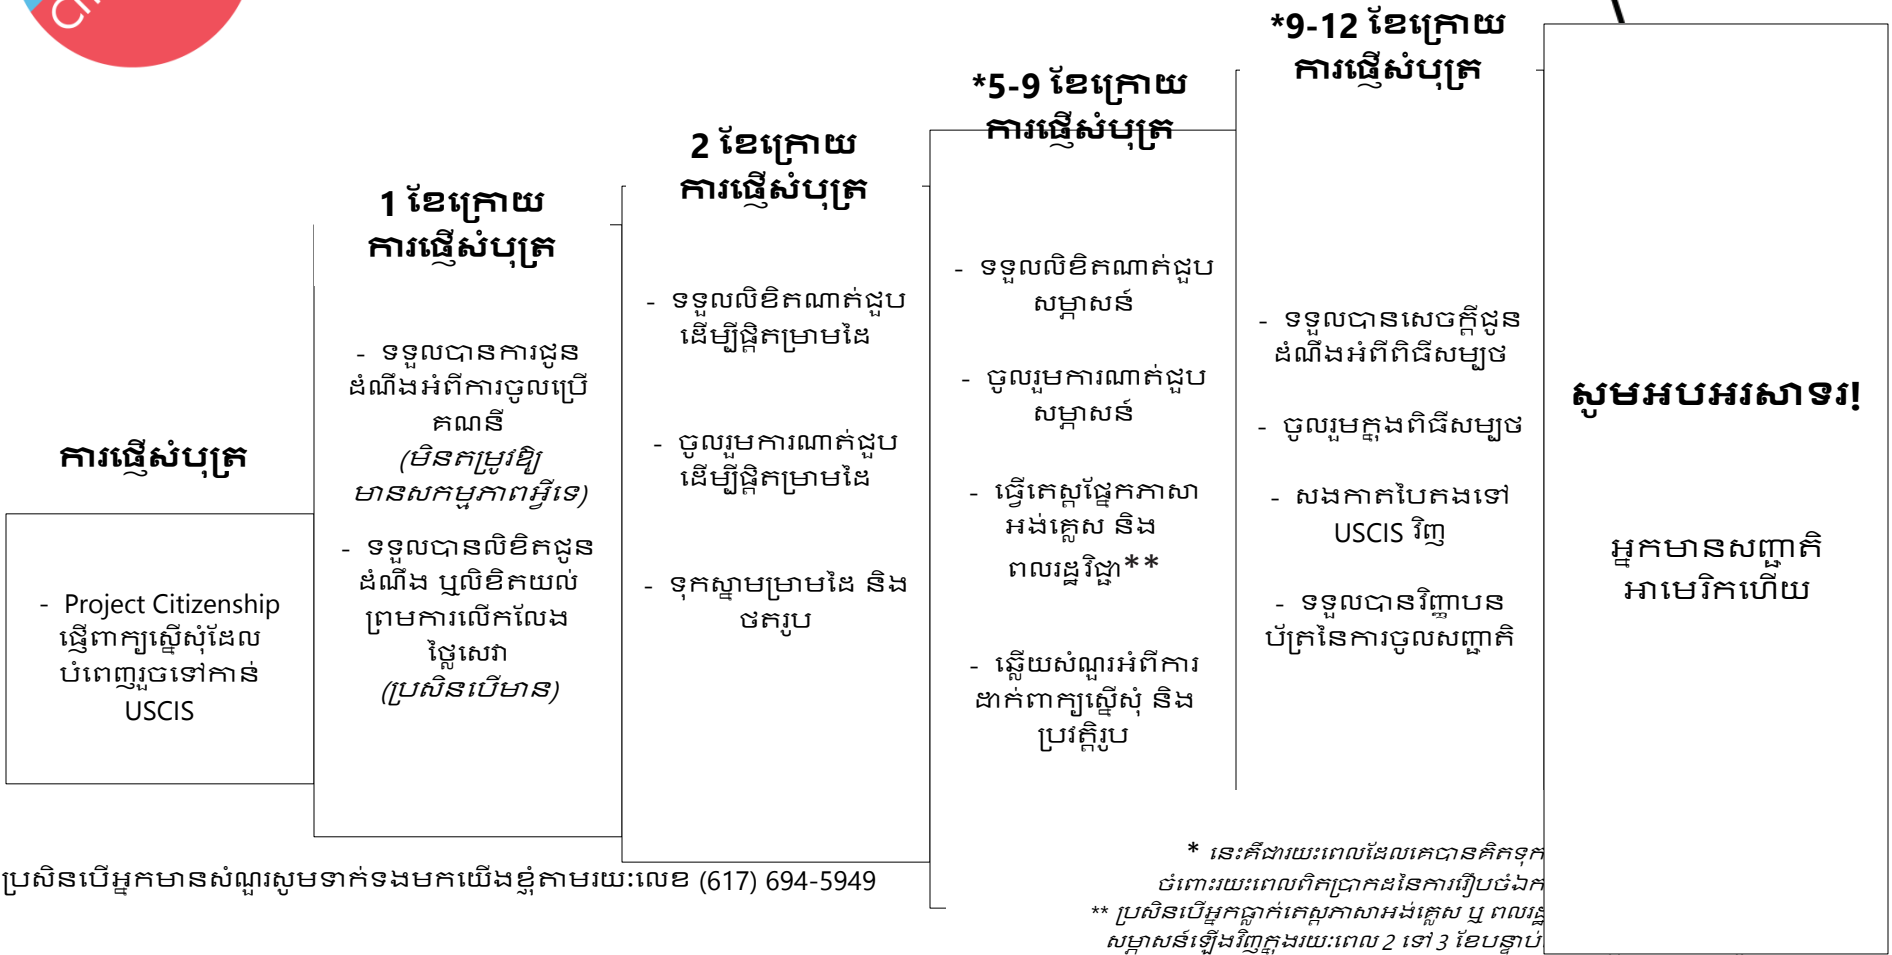 ការផ្ញើសំបុត្រ
- Project Citizenship
ផ្ញើពាក្យស្នើសុំដែល
បំពេញរួចទៅកាន់
USCIS
1 ខែក្រោយ
ការផ្ញើសំបុត្រ
- ទទួលបានការជូន
ដំណឹងអំពីការចូលប្រើ
គណនី
(មិនតម្រូវឱ្យ
មានសកម្មភាពអ្វីទេ)
- ទទួលបានលិខិតជូន
ដំណឹង ឬលិខិតយល់
ព្រមការលើកលែង
ថ្លៃសេវា
(ប្រសិនបើមាន)
2 ខែក្រោយ
ការផ្ញើសំបុត្រ
- ទទួលលិខិតណាត់ជួប
ដើម្បីផ្តិតម្រាមដៃ
- ចូលរួមការណាត់ជួប
ដើម្បីផ្តិតម្រាមដៃ
- ទុកស្នាមម្រាមដៃ និង
ថតរូប
*5-9 ខែក្រោយ
ការផ្ញើសំបុត្រ
- ទទួលលិខិតណាត់ជួប
សម្ភាសន៍
- ចូលរួមការណាត់ជួប
សម្ភាសន៍
- ធ្វើតេស្តផ្នែកភាសា
អង់គ្លេស និង
ពលរដ្ឋវិជ្ជា**
- ឆ្លើយសំណួរអំពីការ
ដាក់ពាក្យស្នើសុំ និង
ប្រវត្តិរូប
*9-12 ខែក្រោយ
ការផ្ញើសំបុត្រ
- ទទួលបានសេចក្តីជូន
ដំណឹងអំពីពិធីសម្បថ
- ចូលរួមក្នុងពិធីសម្បថ
- សងកាតបៃតងទៅ
USCIS វិញ
- ទទួលបានវិញ្ញាបន
ប័ត្រនៃការចូលសញ្ជាតិ
សូមអបអរសាទរ!
អ្នកមានសញ្ជាតិ
អាមេរិកហើយ
ប្រសិនបើអ្នកមានសំណួរសូមទាក់ទងមកយើងខ្ញុំតាមរយៈលេខ (617) 694-5949
* នេះគឺជារយៈពេលដែលគេបានគិតទុក
ចំពោះរយៈពេលពិតប្រាកដនៃការរៀបចំឯក
** ប្រសិនបើអ្នកធ្លាក់តេស្តភាសាអង់គ្លេស ឬ ពលរដ្ឋ
សម្ភាសន៍ឡើងវិញក្នុងរយៈពេល 2 ទៅ 3 ខែបន្ទាប់